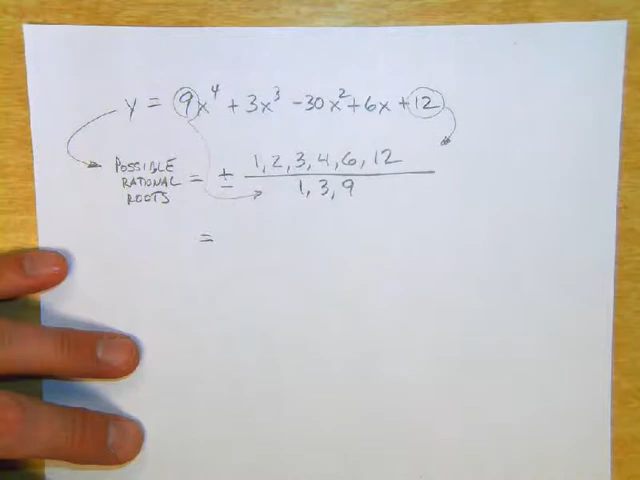 y = 9x⁴ + 3x³ - 30x² + 6x + 12
POSSIBLE RATIONAL ROOTS = ± 1, 2, 3, 4, 6, 12 / 1, 3, 9
=